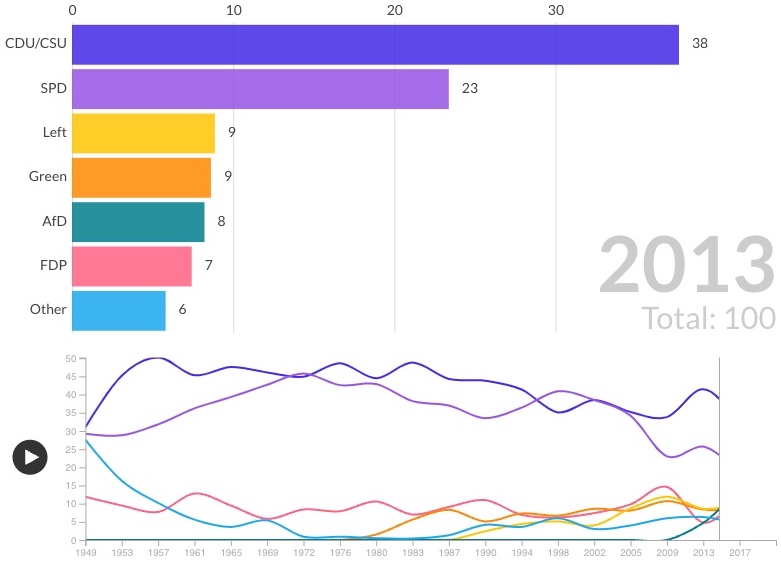 0 10 20 30
CDU/CSU 38
SPD 23
Left 9
Green 9
AfD 8
FDP 7
Other 6
2013
Total: 100
50
45
40
35
30
25
20
15
10
5
0
1949 1953 1957 1961 1965 1969 1972 1976 1980 1983 1987 1990 1994 1998 2002 2005 2009 2013 2017